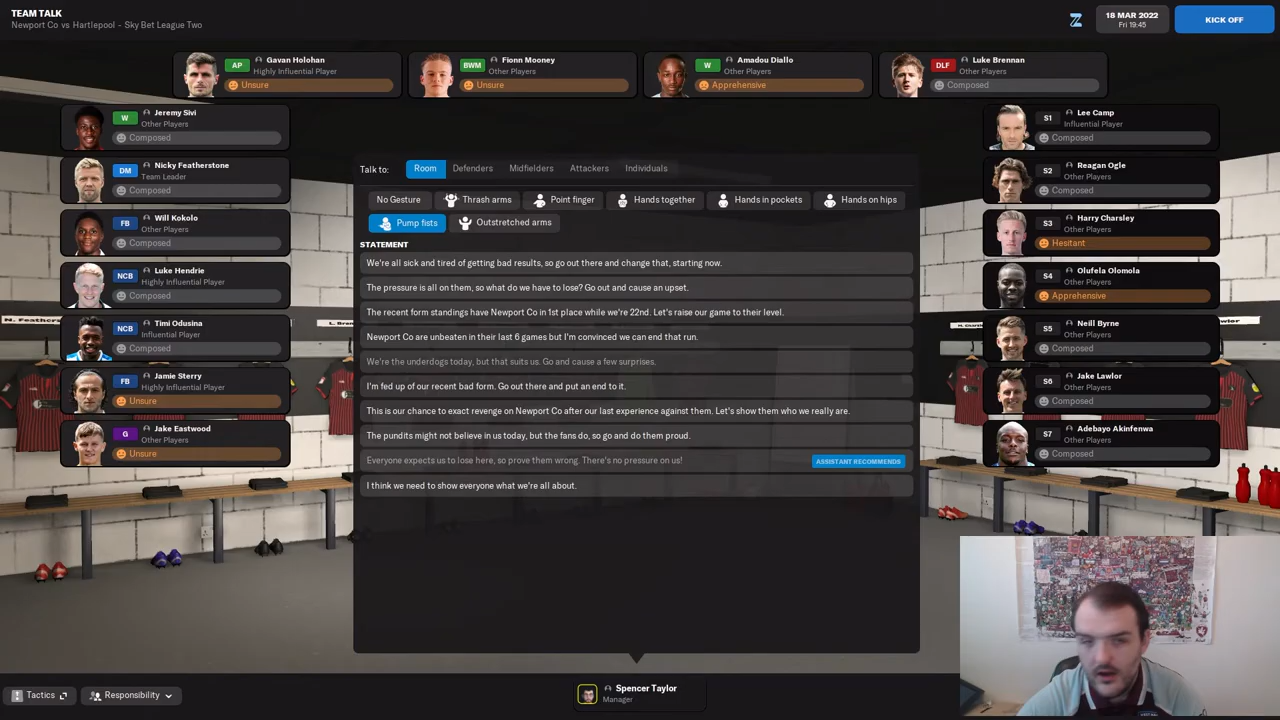 TEAM TALK
Newport Co vs Hartlepool - Sky Bet League Two
18 MAR 2022
Fri 19:45
KICK OFF
AP Gavan Holohan
Highly Influential Player
Unsure
BWM Fionn Mooney
Other Players
Unsure
W Amadou Diallo
Other Players
Apprehensive
DLF Luke Brennan
Other Players
Composed
W Jeremy Sivi
Other Players
Composed
DM Nicky Featherstone
Team Leader
Composed
FB Will Kokolo
Other Players
Composed
NCB Luke Hendrie
Highly Influential Player
Composed
NCB Timi Odusina
Influential Player
Composed
FB Jamie Sterry
Highly Influential Player
Unsure
G Jake Eastwood
Other Players
Unsure
Talk to: Room Defenders Midfielders Attackers Individuals
No Gesture Thrash arms Point finger Hands together Hands in pockets Hands on hips
Pump fists Outstretched arms
STATEMENT
We're all sick and tired of getting bad results, so go out there and change that, starting now.
The pressure is all on them, so what do we have to lose? Go out and cause an upset.
The recent form standings have Newport Co in 1st place while we're 22nd. Let's raise our game to their level.
Newport Co are unbeaten in their last 6 games but I'm convinced we can end that run.
We're the underdogs today, but that suits us. Go and cause a few surprises.
I'm fed up of our recent bad form. Go out there and put an end to it.
This is our chance to exact revenge on Newport Co after our last experience against them. Let's show them who we really are.
The pundits might not believe in us today, but the fans do, so go and do them proud.
Everyone expects us to lose here, so prove them wrong. There's no pressure on us! ASSISTANT RECOMMENDS
I think we need to show everyone what we're all about.
S1 Lee Camp
Influential Player
Composed
S2 Reagan Ogle
Other Players
Composed
S3 Harry Charsley
Other Players
Hesitant
S4 Olufela Olomola
Other Players
Apprehensive
S5 Neill Byrne
Other Players
Composed
S6 Jake Lawlor
Other Players
Composed
S7 Adebayo Akinfenwa
Other Players
Composed
Tactics
Responsibility
Spencer Taylor
Manager